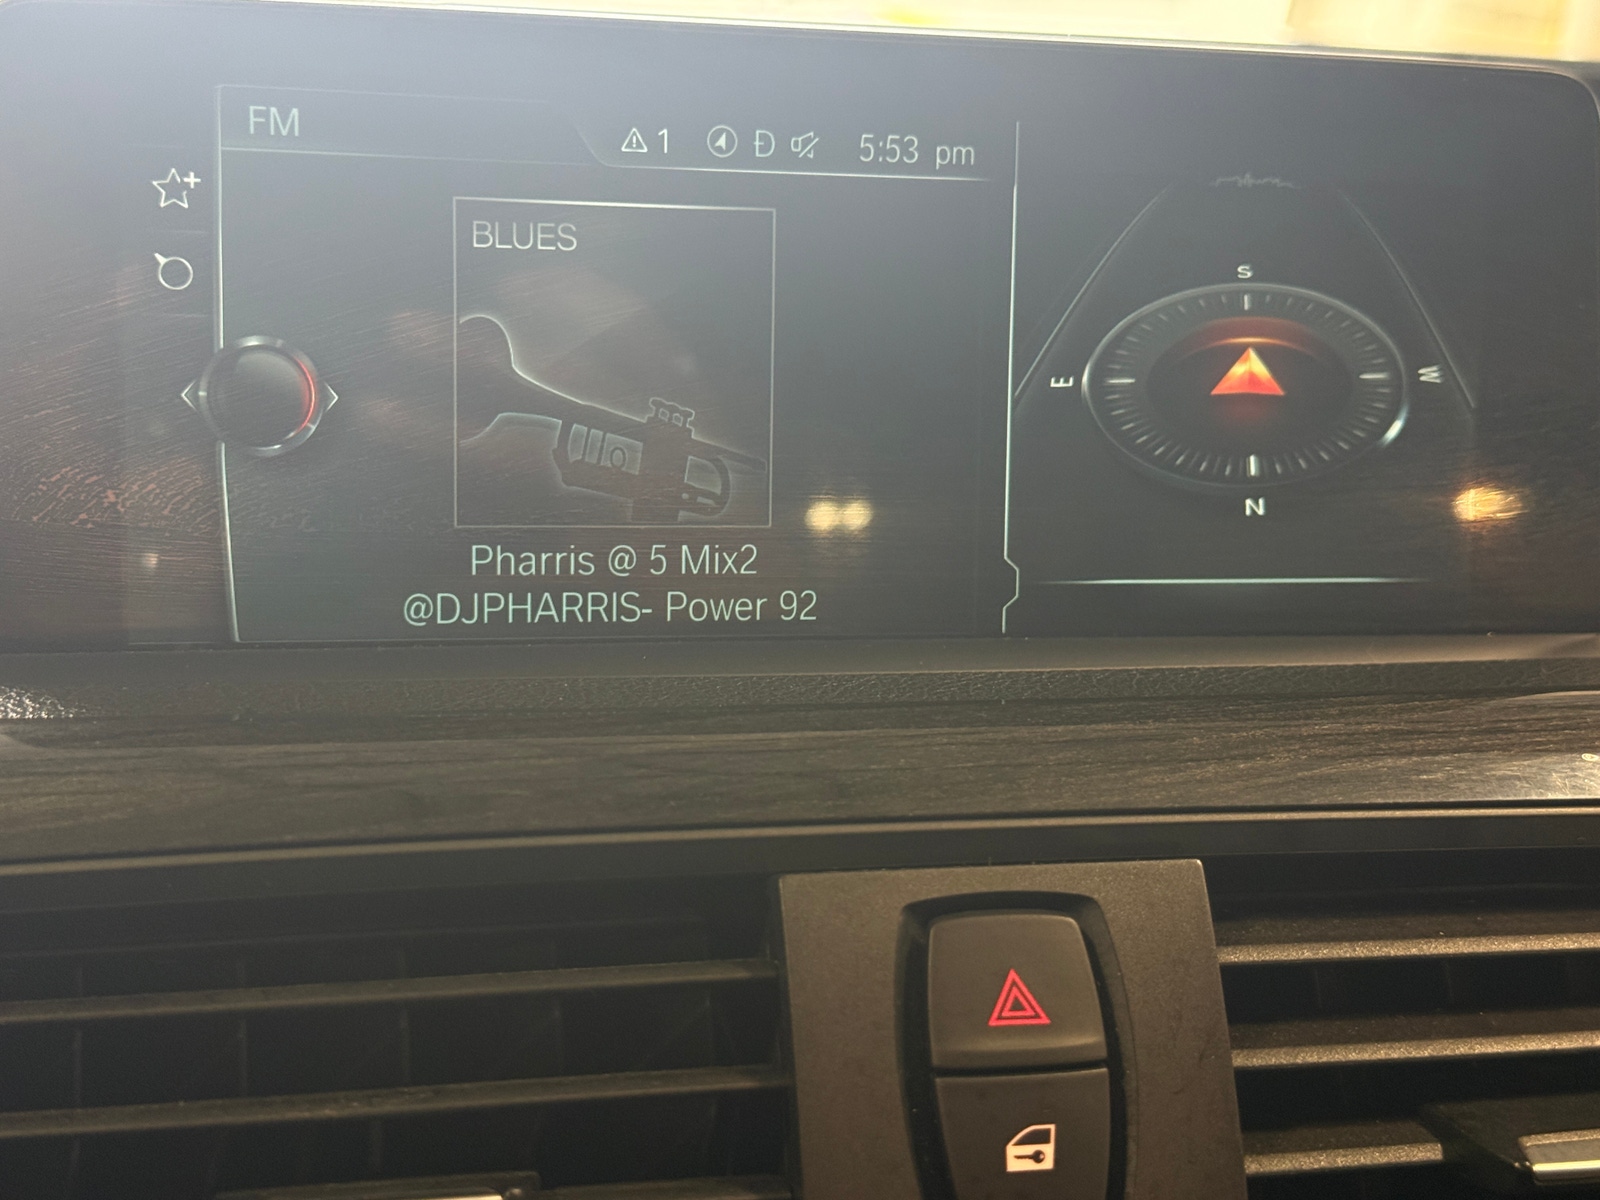 FM
1 Đ 5:53 pm
BLUES
Pharris @ 5 Mix2
@DJPHARRIS- Power 92
S
E
W
N